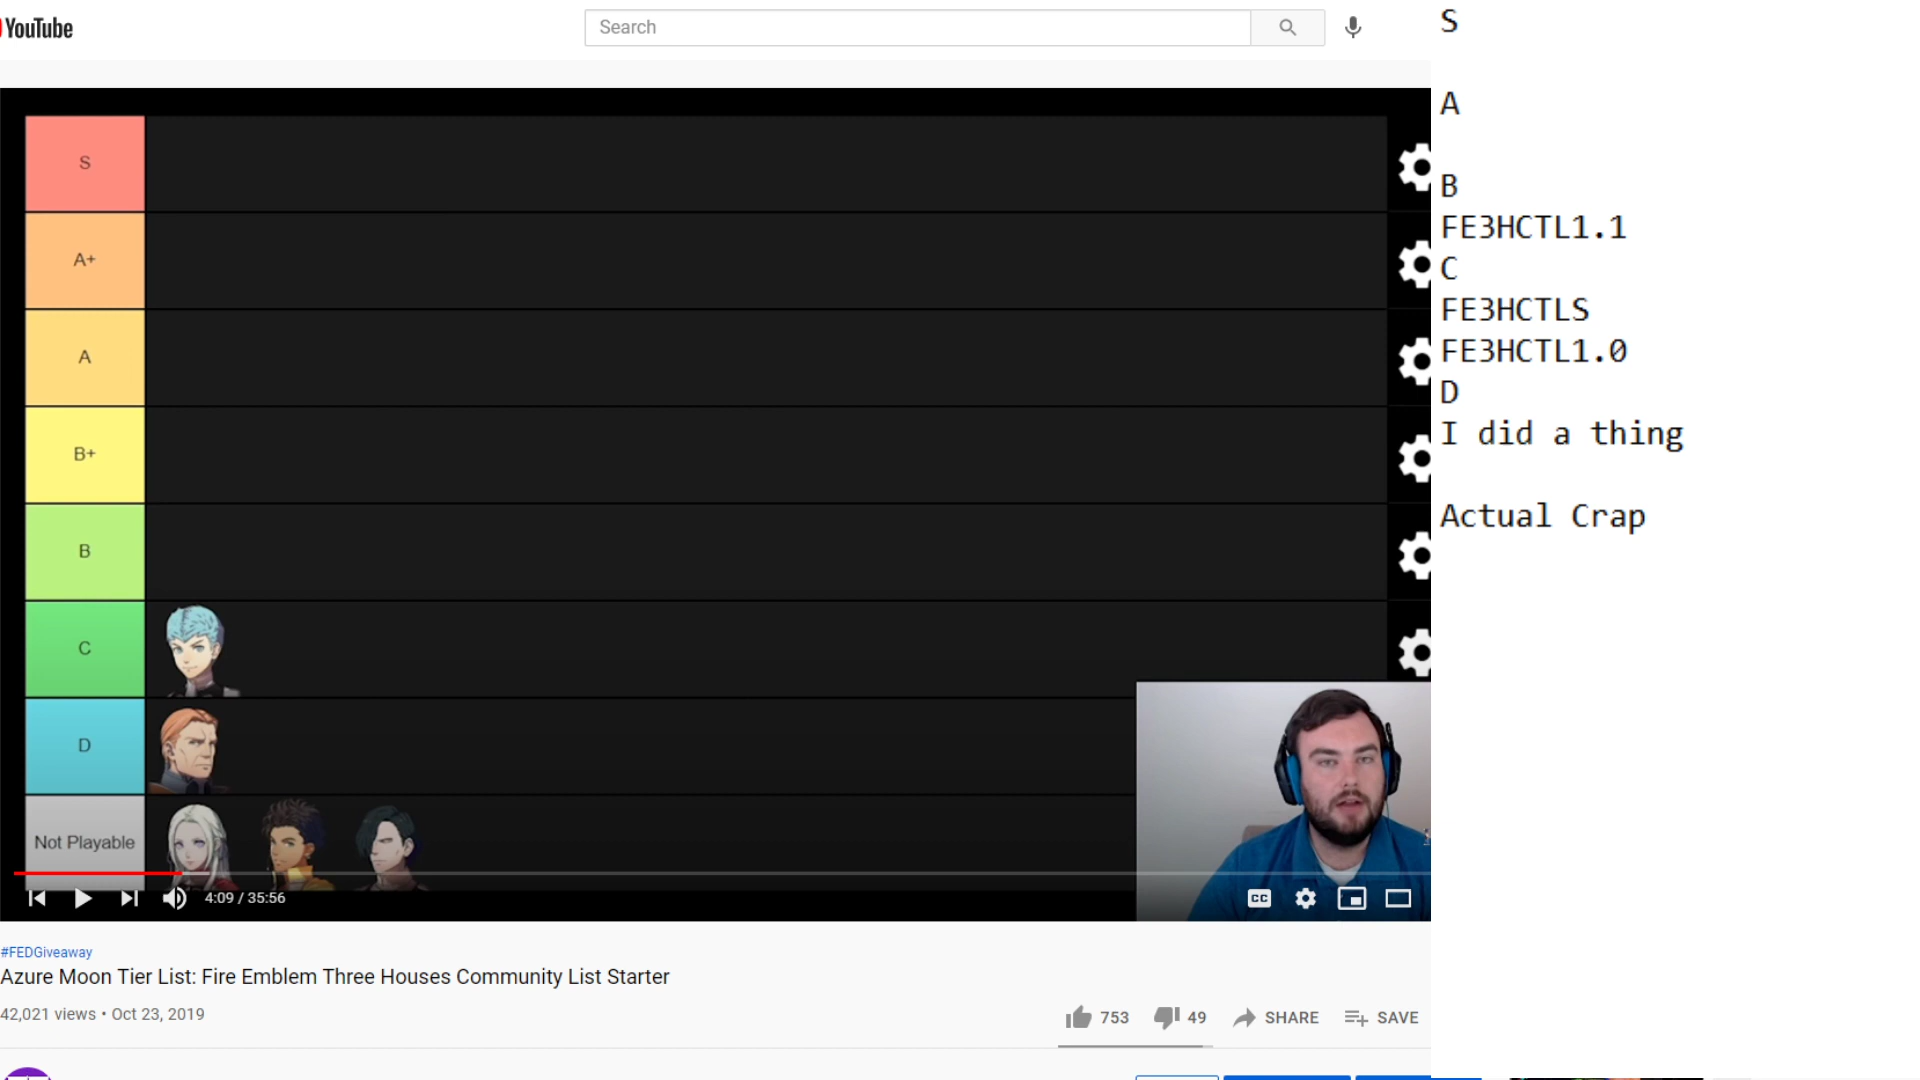 YouTube
Search
S
A+
A
B+
B
C
D
Not Playable
4:09 / 35:56
CC
#FEDGiveaway
Azure Moon Tier List: Fire Emblem Three Houses Community List Starter
42,021 views • Oct 23, 2019
753
49
SHARE
SAVE
S
A
B
FE3HCTL1.1
C
FE3HCTLS
FE3HCTL1.0
D
I did a thing
Actual Crap